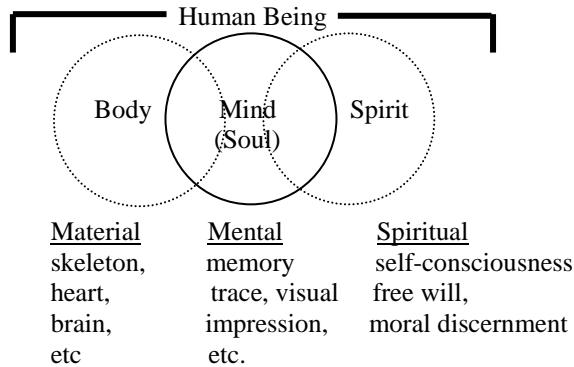 Human Being
Body Mind Spirit
(Soul)
Material Mental Spiritual
skeleton, memory self-consciousness
heart, trace, visual free will,
brain, impression, moral discernment
etc etc.